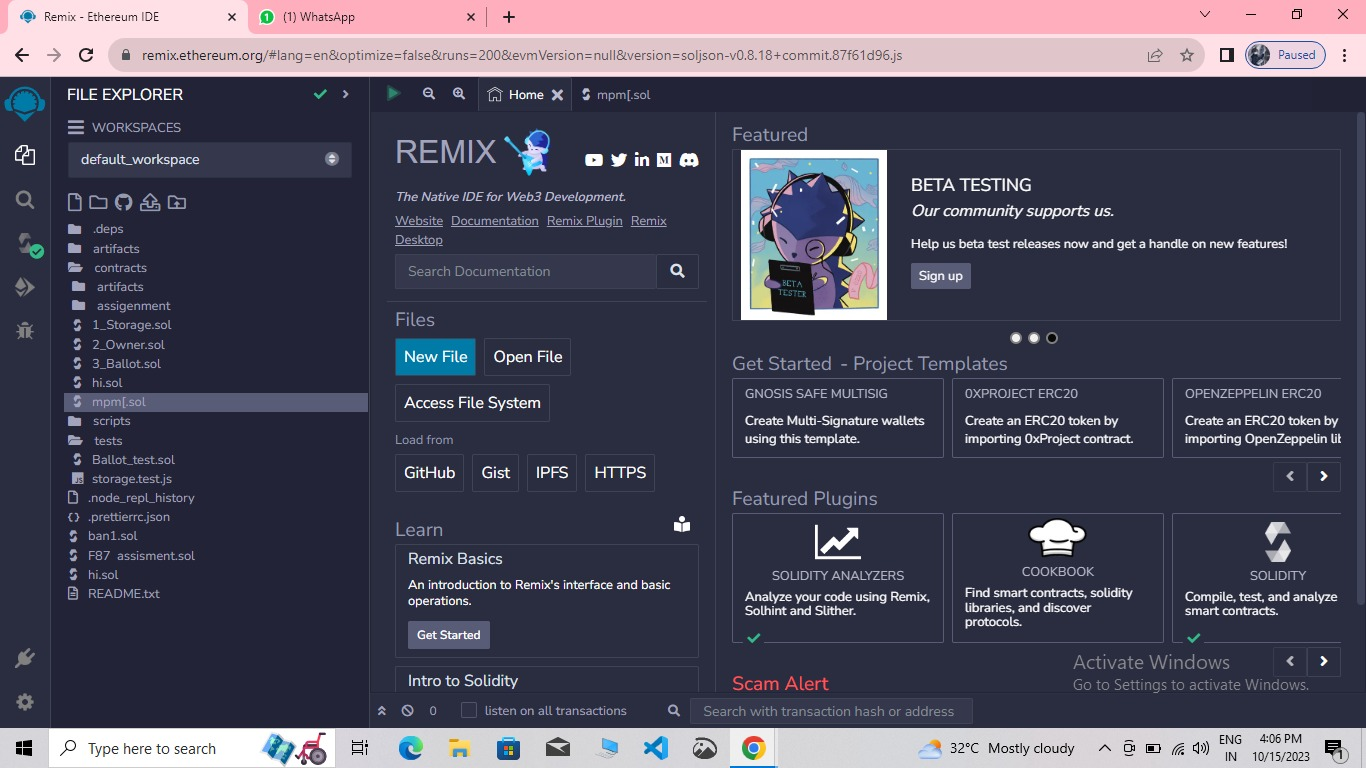 Remix - Ethereum IDE
(1) WhatsApp
remix.ethereum.org/#lang=en&optimize=false&runs=200&evmVersion=null&version=soljson-v0.8.18+commit.87f61d96.js
Paused
FILE EXPLORER
WORKSPACES
default_workspace
.deps
artifacts
contracts
artifacts
assigenment
1_Storage.sol
2_Owner.sol
3_Ballot.sol
hi.sol
mpm[.sol
scripts
tests
Ballot_test.sol
storage.test.js
.node_repl_history
.prettierrc.json
ban1.sol
F87 assisment.sol
hi.sol
README.txt
Home
mpm[.sol
REMIX
The Native IDE for Web3 Development.
Website Documentation Remix Plugin Remix
Desktop
Search Documentation
Files
New File
Open File
Access File System
Load from
GitHub
Gist
IPFS
HTTPS
Learn
Remix Basics
An introduction to Remix's interface and basic
operations.
Get Started
Intro to Solidity
Featured
BETA TESTER
BETA TESTING
Our community supports us.
Help us beta test releases now and get a handle on new features!
Sign up
Get Started - Project Templates
GNOSIS SAFE MULTISIG
Create Multi-Signature wallets
using this template.
0XPROJECT ERC20
Create an ERC20 token by
importing 0xProject contract.
OPENZEPPELIN ERC20
Create an ERC20 token by
importing OpenZeppelin lib
Featured Plugins
SOLIDITY ANALYZERS
Analyze your code using Remix,
Solhint and Slither.
COOKBOOK
Find smart contracts, solidity
libraries, and discover
protocols.
SOLIDITY
Compile, test, and analyze
smart contracts.
Scam Alert
Activate Windows
Go to Settings to activate Windows.
0
listen on all transactions
Search with transaction hash or address
Type here to search
32°C Mostly cloudy
ENG
IN
4:06 PM
10/15/2023
1